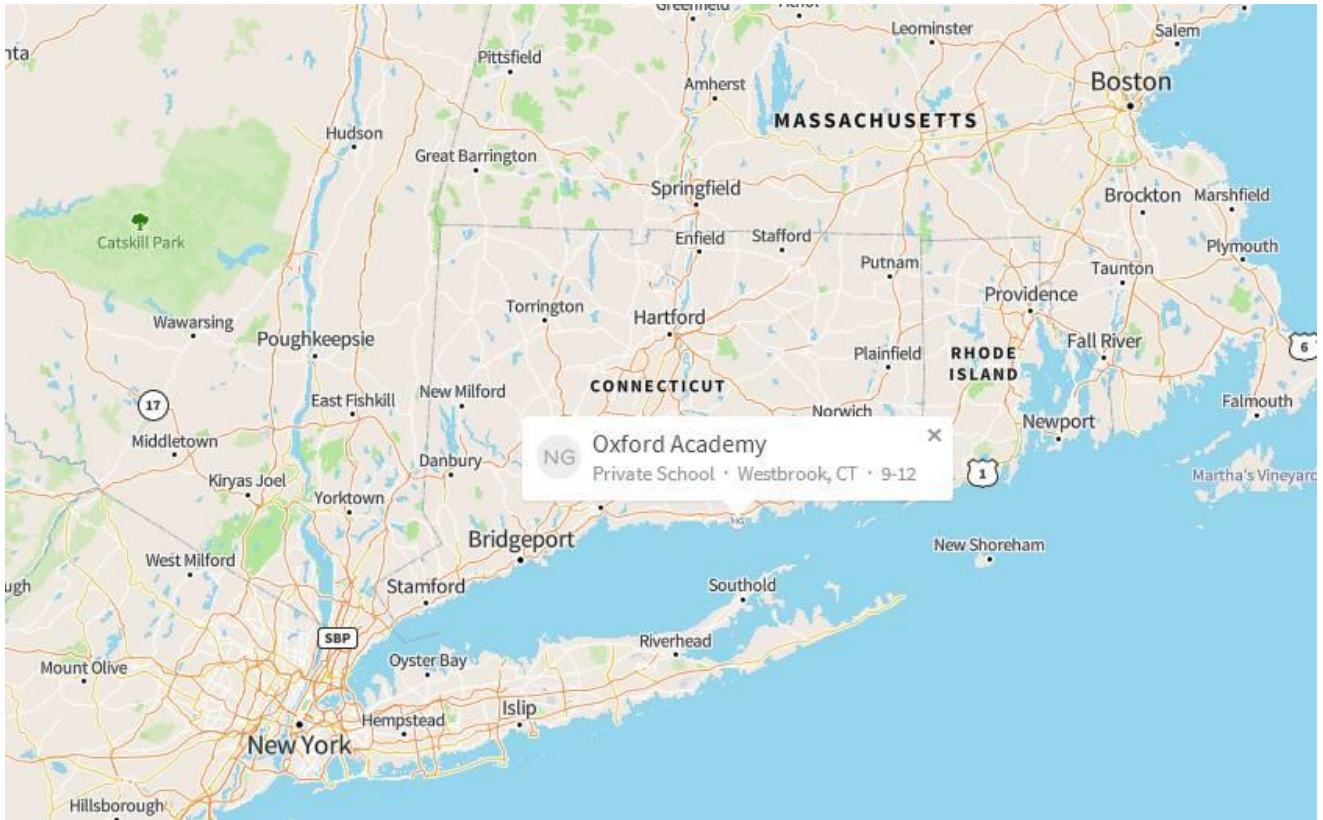 Leominster
Salem
Pittsfield
Amherst
Boston
MASSACHUSETTS
Hudson
Great Barrington
Springfield
Brockton
Marshfield
Catskill Park
Enfield
Stafford
Plymouth
Putnam
Taunton
Torrington
Providence
Wawarsing
Hartford
Poughkeepsie
Fall River
6
Plainfield
RHODE
ISLAND
CONNECTICUT
New Milford
East Fishkill
Falmouth
17
Norwich
Newport
Middletown
Oxford Academy
NG
Private School · Westbrook, CT · 9-12
×
Danbury
1
Martha's Vineyard
Kiryas Joel
Yorktown
NG
Bridgeport
New Shoreham
West Milford
Stamford
Southold
SBP
Riverhead
Oyster Bay
Mount Olive
Islip
Hempstead
New York
Hillsborough